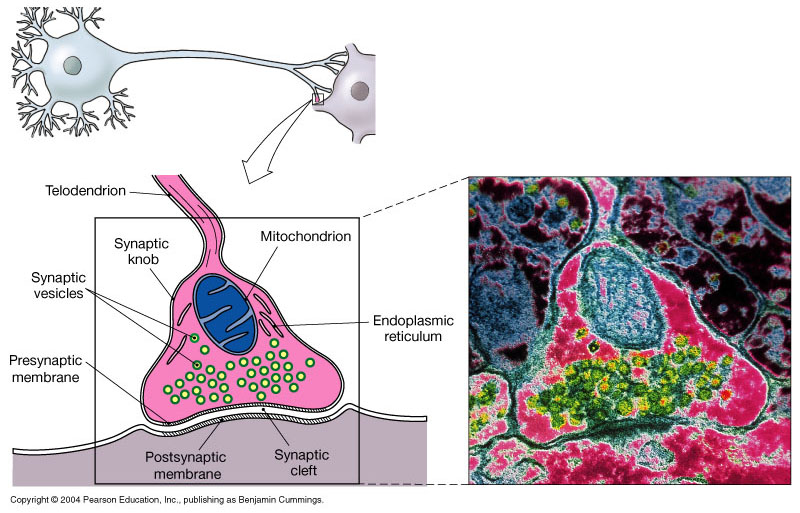 Telodendrion
Synaptic
knob
Mitochondrion
Synaptic
vesicles
Endoplasmic
reticulum
Presynaptic
membrane
Postsynaptic
membrane
Synaptic
cleft
Copyright © 2004 Pearson Education, Inc., publishing as Benjamin Cummings.